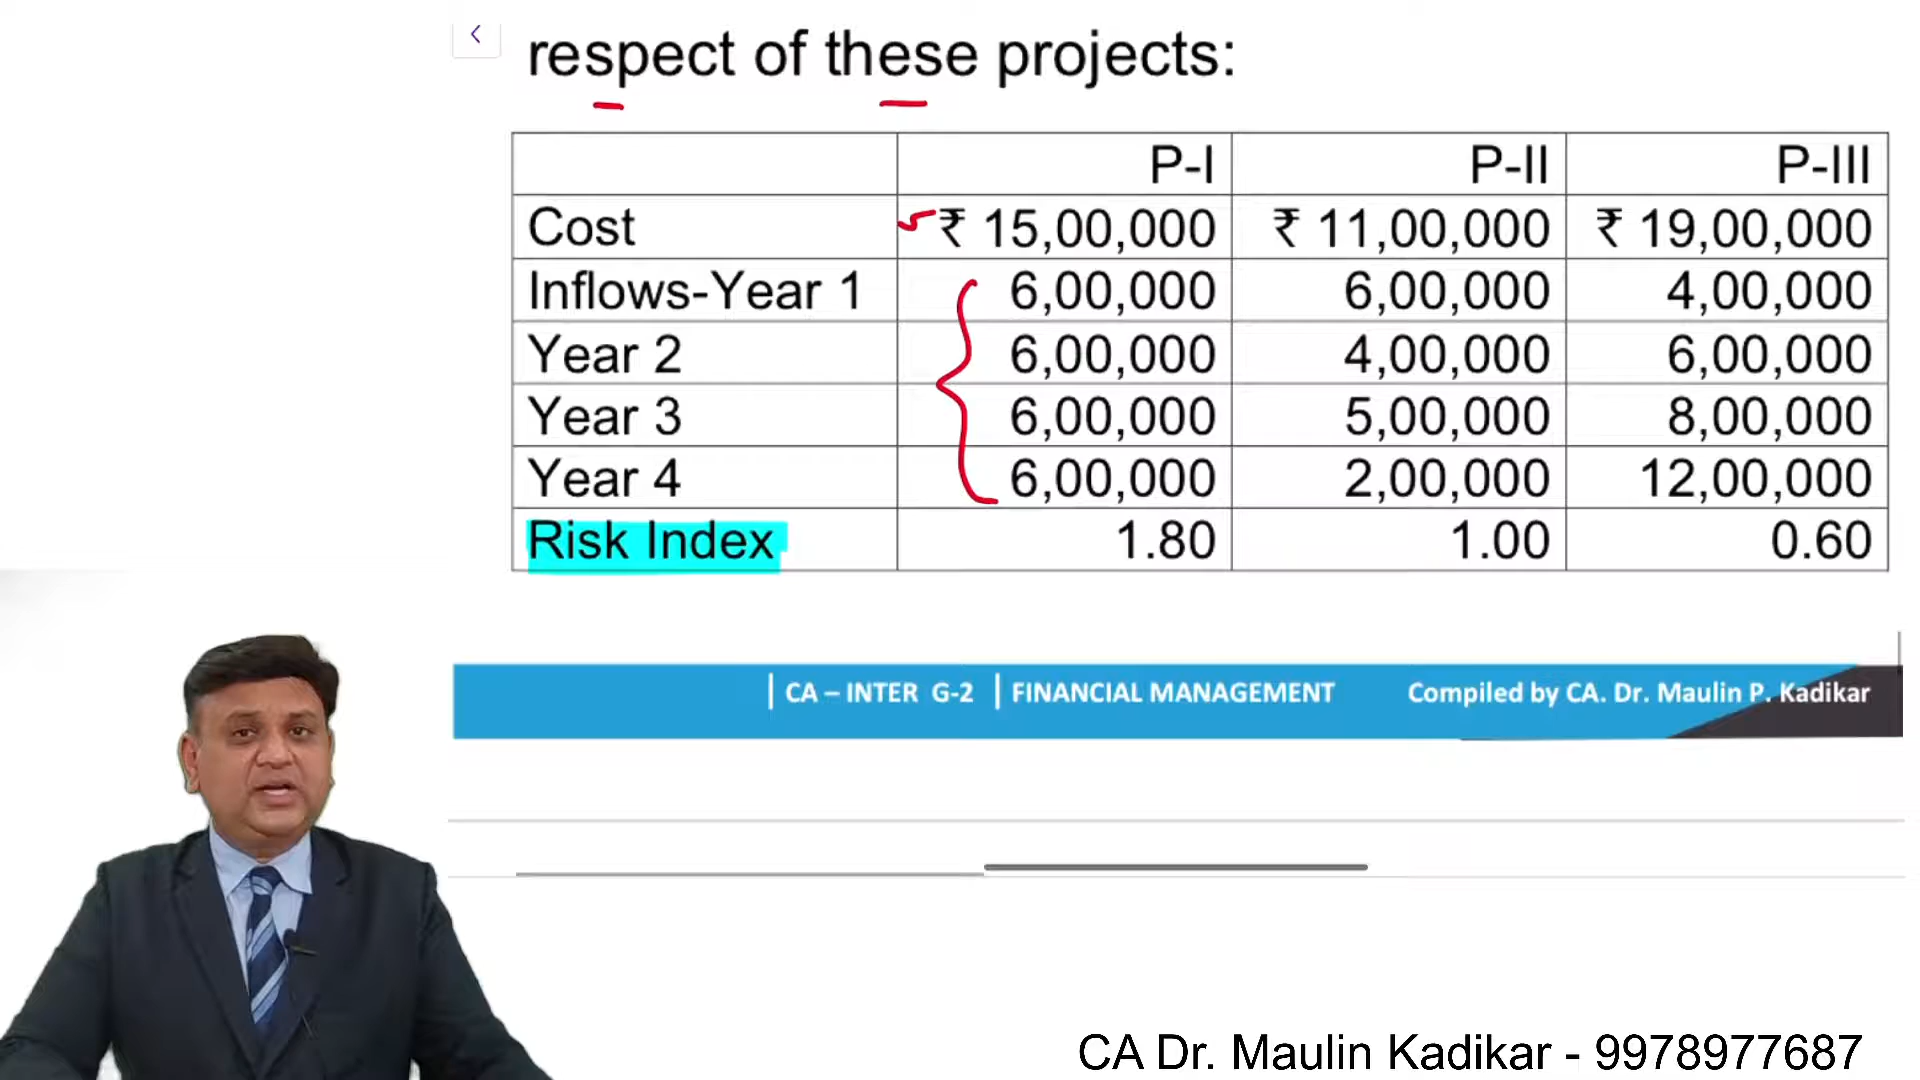 respect of these projects:
P-I P-II P-III
Cost ₹ 15,00,000 ₹ 11,00,000 ₹ 19,00,000
Inflows-Year 1 6,00,000 6,00,000 4,00,000
Year 2 6,00,000 4,00,000 6,00,000
Year 3 6,00,000 5,00,000 8,00,000
Year 4 6,00,000 2,00,000 12,00,000
Risk Index 1.80 1.00 0.60
| CA – INTER G-2 | FINANCIAL MANAGEMENT Compiled by CA. Dr. Maulin P. Kadikar
CA Dr. Maulin Kadikar - 9978977687